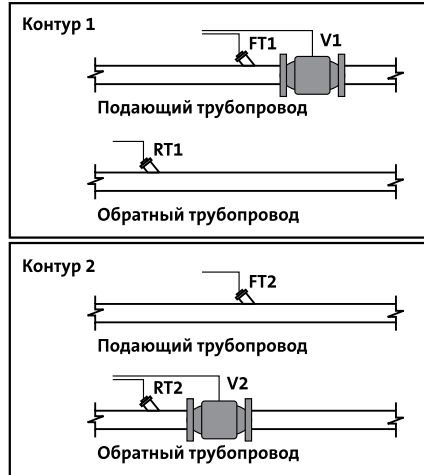 Контур 1
FT1
V1
Подающий трубопровод
RT1
Обратный трубопровод
Контур 2
FT2
Подающий трубопровод
RT2
V2
Обратный трубопровод